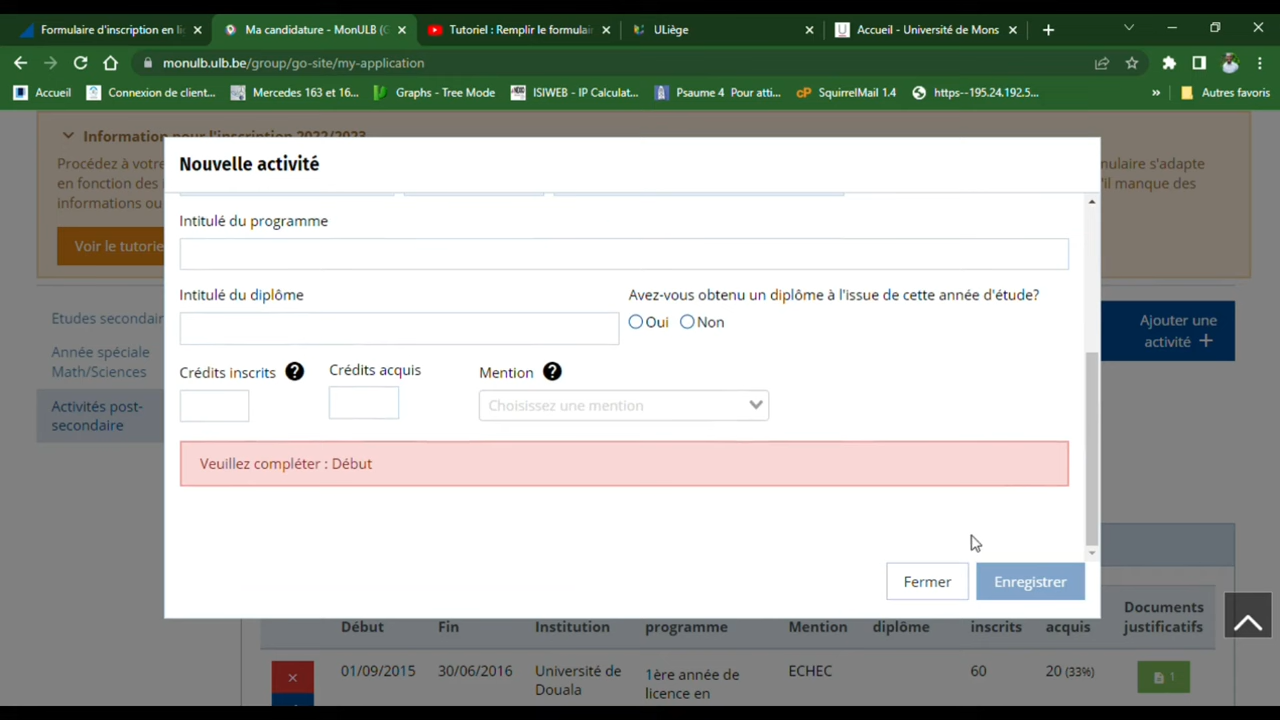 Formulaire d'inscription en li
Ma candidature - MonULB (G
Tutoriel : Remplir le formulair
ULiège
Accueil - Université de Mons
monulb.ulb.be/group/go-site/my-application
Accueil
Connexion de client...
Mercedes 163 et 16...
Graphs - Tree Mode
ISIWEB - IP Calculat...
Psaume 4 Pour atti...
SquirrelMail 1.4
https--195.24.192.5...
»
Autres favoris
Information pour l'inscription 2022/2023
Procédez à votre
mulaire s'adapte
en fonction des
'il manque des
informations ou
Voir le tutorie
Nouvelle activité
Intitulé du programme
Intitulé du diplôme
Avez-vous obtenu un diplôme à l'issue de cette année d'étude?
Oui
Non
Crédits inscrits ?
Crédits acquis
Mention ?
Choisissez une mention
Veuillez compléter : Début
Fermer
Enregistrer
Etudes secondair
Année spéciale
Math/Sciences
Activités post-
secondaire
Ajouter une
activité +
Début
Fin
Institution
programme
Mention
diplôme
inscrits
acquis
Documents
justificatifs
01/09/2015
30/06/2016
Université de
Douala
1ère année de
licence en
ECHEC
60
20 (33%)
1